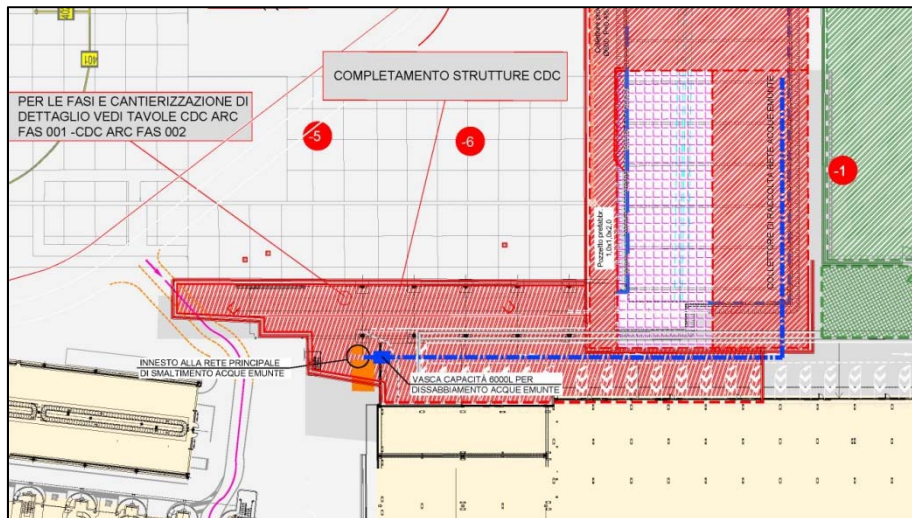 401
PER LE FASI E CANTIERIZZAZIONE DI
DETTAGLIO VEDI TAVOLE CDC ARC
FAS 001 -CDC ARC FAS 002
COMPLETAMENTO STRUTTURE CDC
-5
-6
-1
Pozzetto prefabbr.
1,0x1,0x2,0
COLLETTORE DI RACCOLTA RETE ACQUE EMUNTE
INNESTO ALLA RETE PRINCIPALE
DI SMALTIMENTO ACQUE EMUNTE
VASCA CAPACITÀ 6000L PER
DISSABBIAMENTO ACQUE EMUNTE